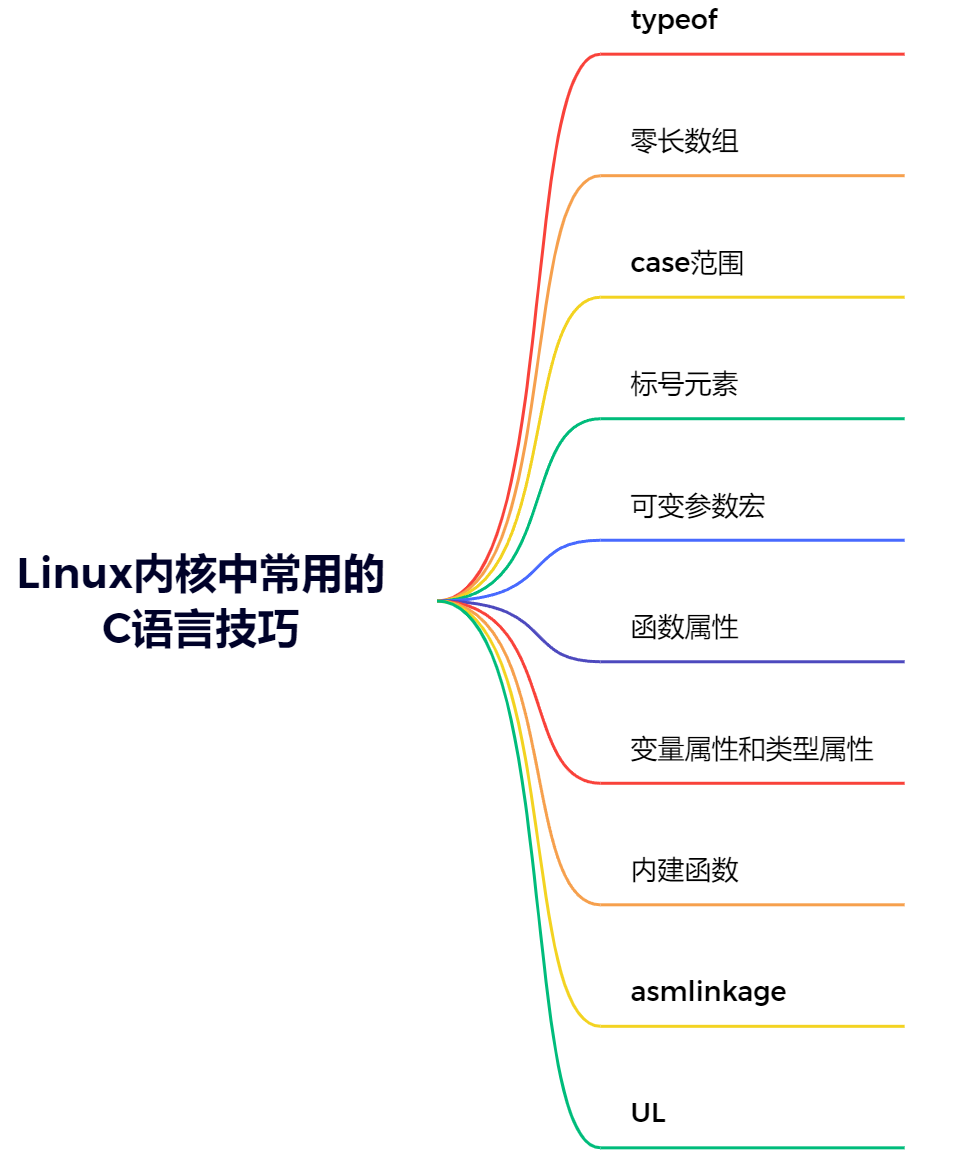 typeof
零长数组
case范围
标号元素
可变参数宏
Linux内核中常用的
C语言技巧
函数属性
变量属性和类型属性
内建函数
asmlinkage
UL